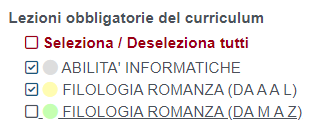 Lezioni obbligatorie del curriculum
Seleziona / Deseleziona tutti
ABILITA' INFORMATICHE
FILOLOGIA ROMANZA (DA A A L)
FILOLOGIA ROMANZA (DA M A Z)